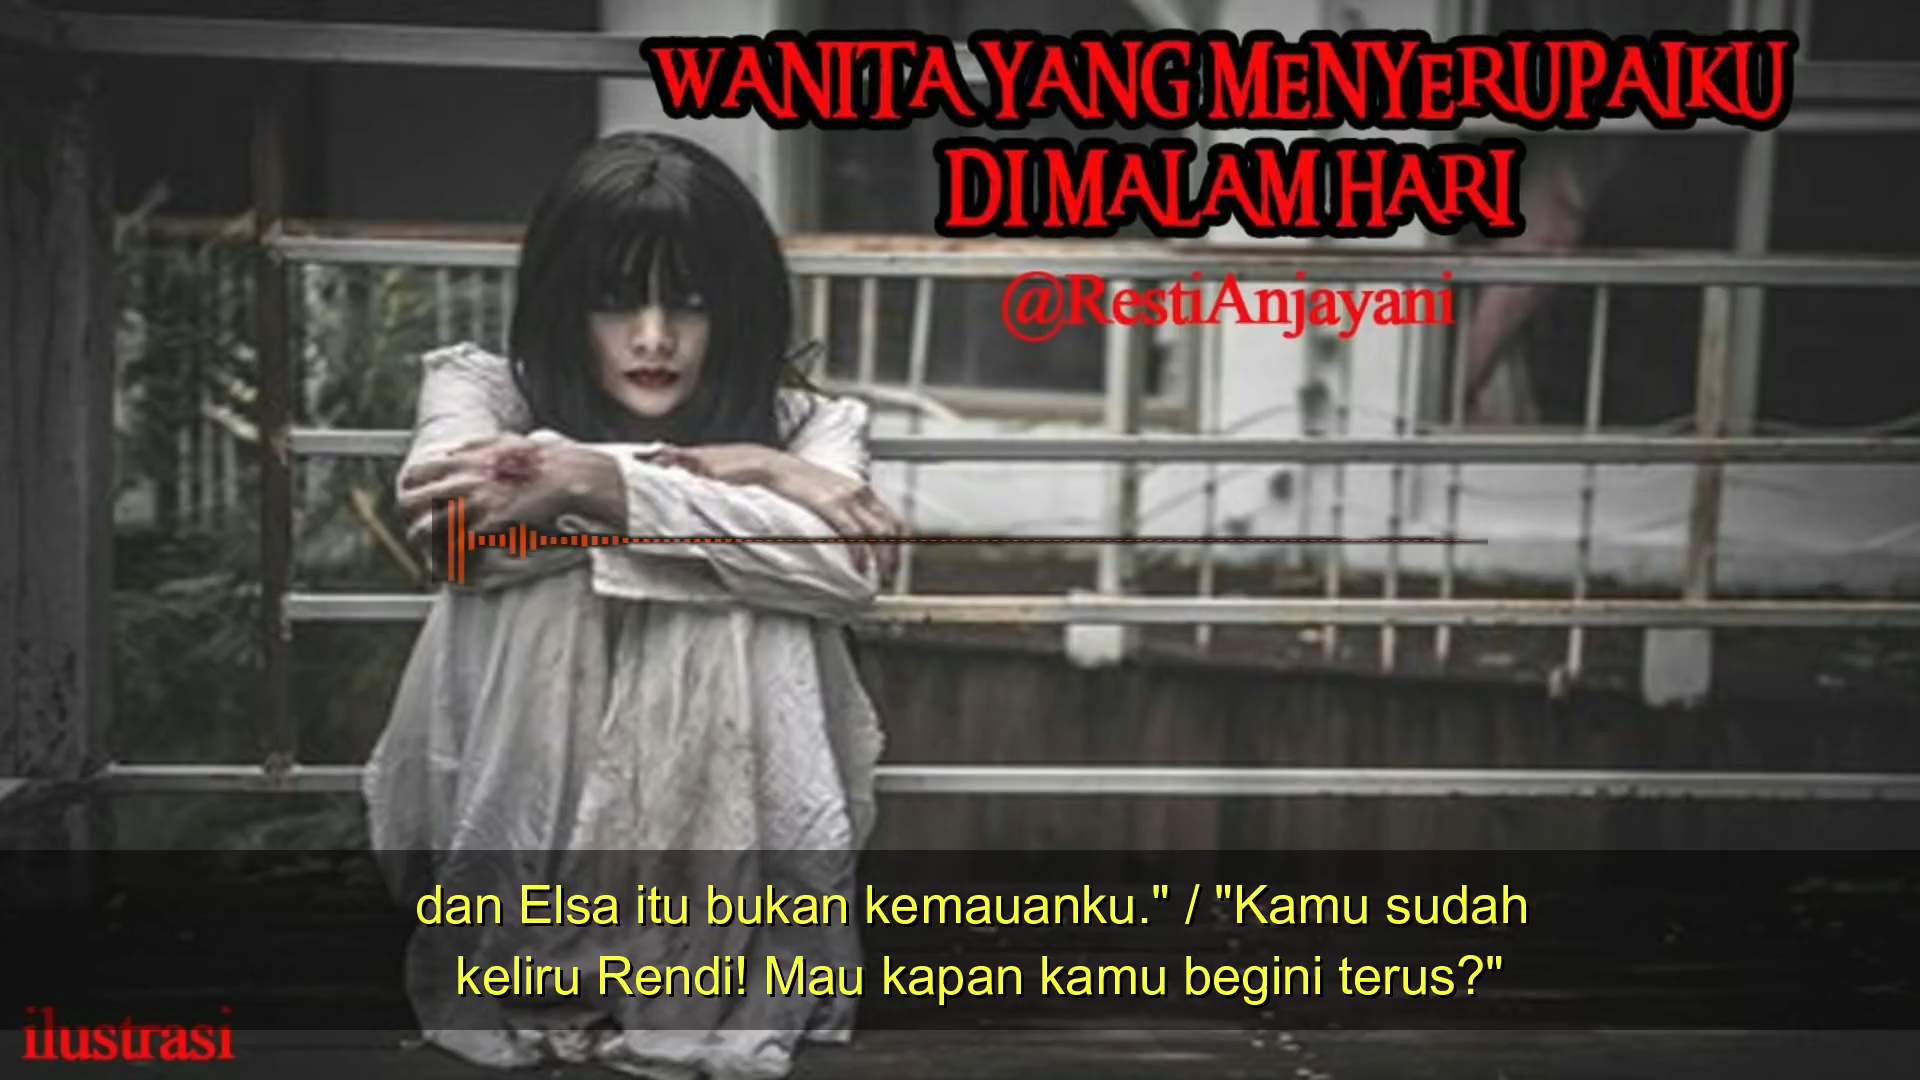 WANITA YANG MENYERUPAIKU
DI MALAM HARI
@RestiAnjayani
dan Elsa itu bukan kemauanku." / "Kamu sudah
keliru Rendi! Mau kapan kamu begini terus?"
ilustrasi